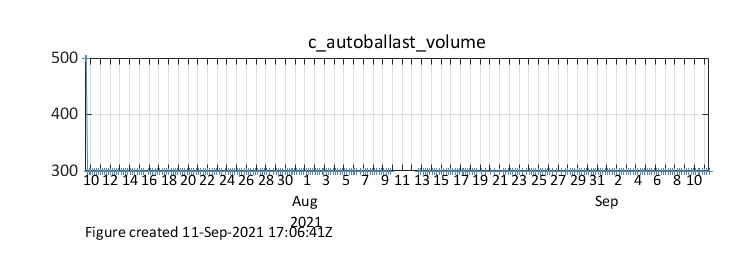 c_autoballast_volume
500
400
300
10 12 14 16 18 20 22 24 26 28 30 1 3 5 7 9 11 13 15 17 19 21 23 25 27 29 31 2 4 6 8 10
Aug Sep
2021
Figure created 11-Sep-2021 17:06:41Z